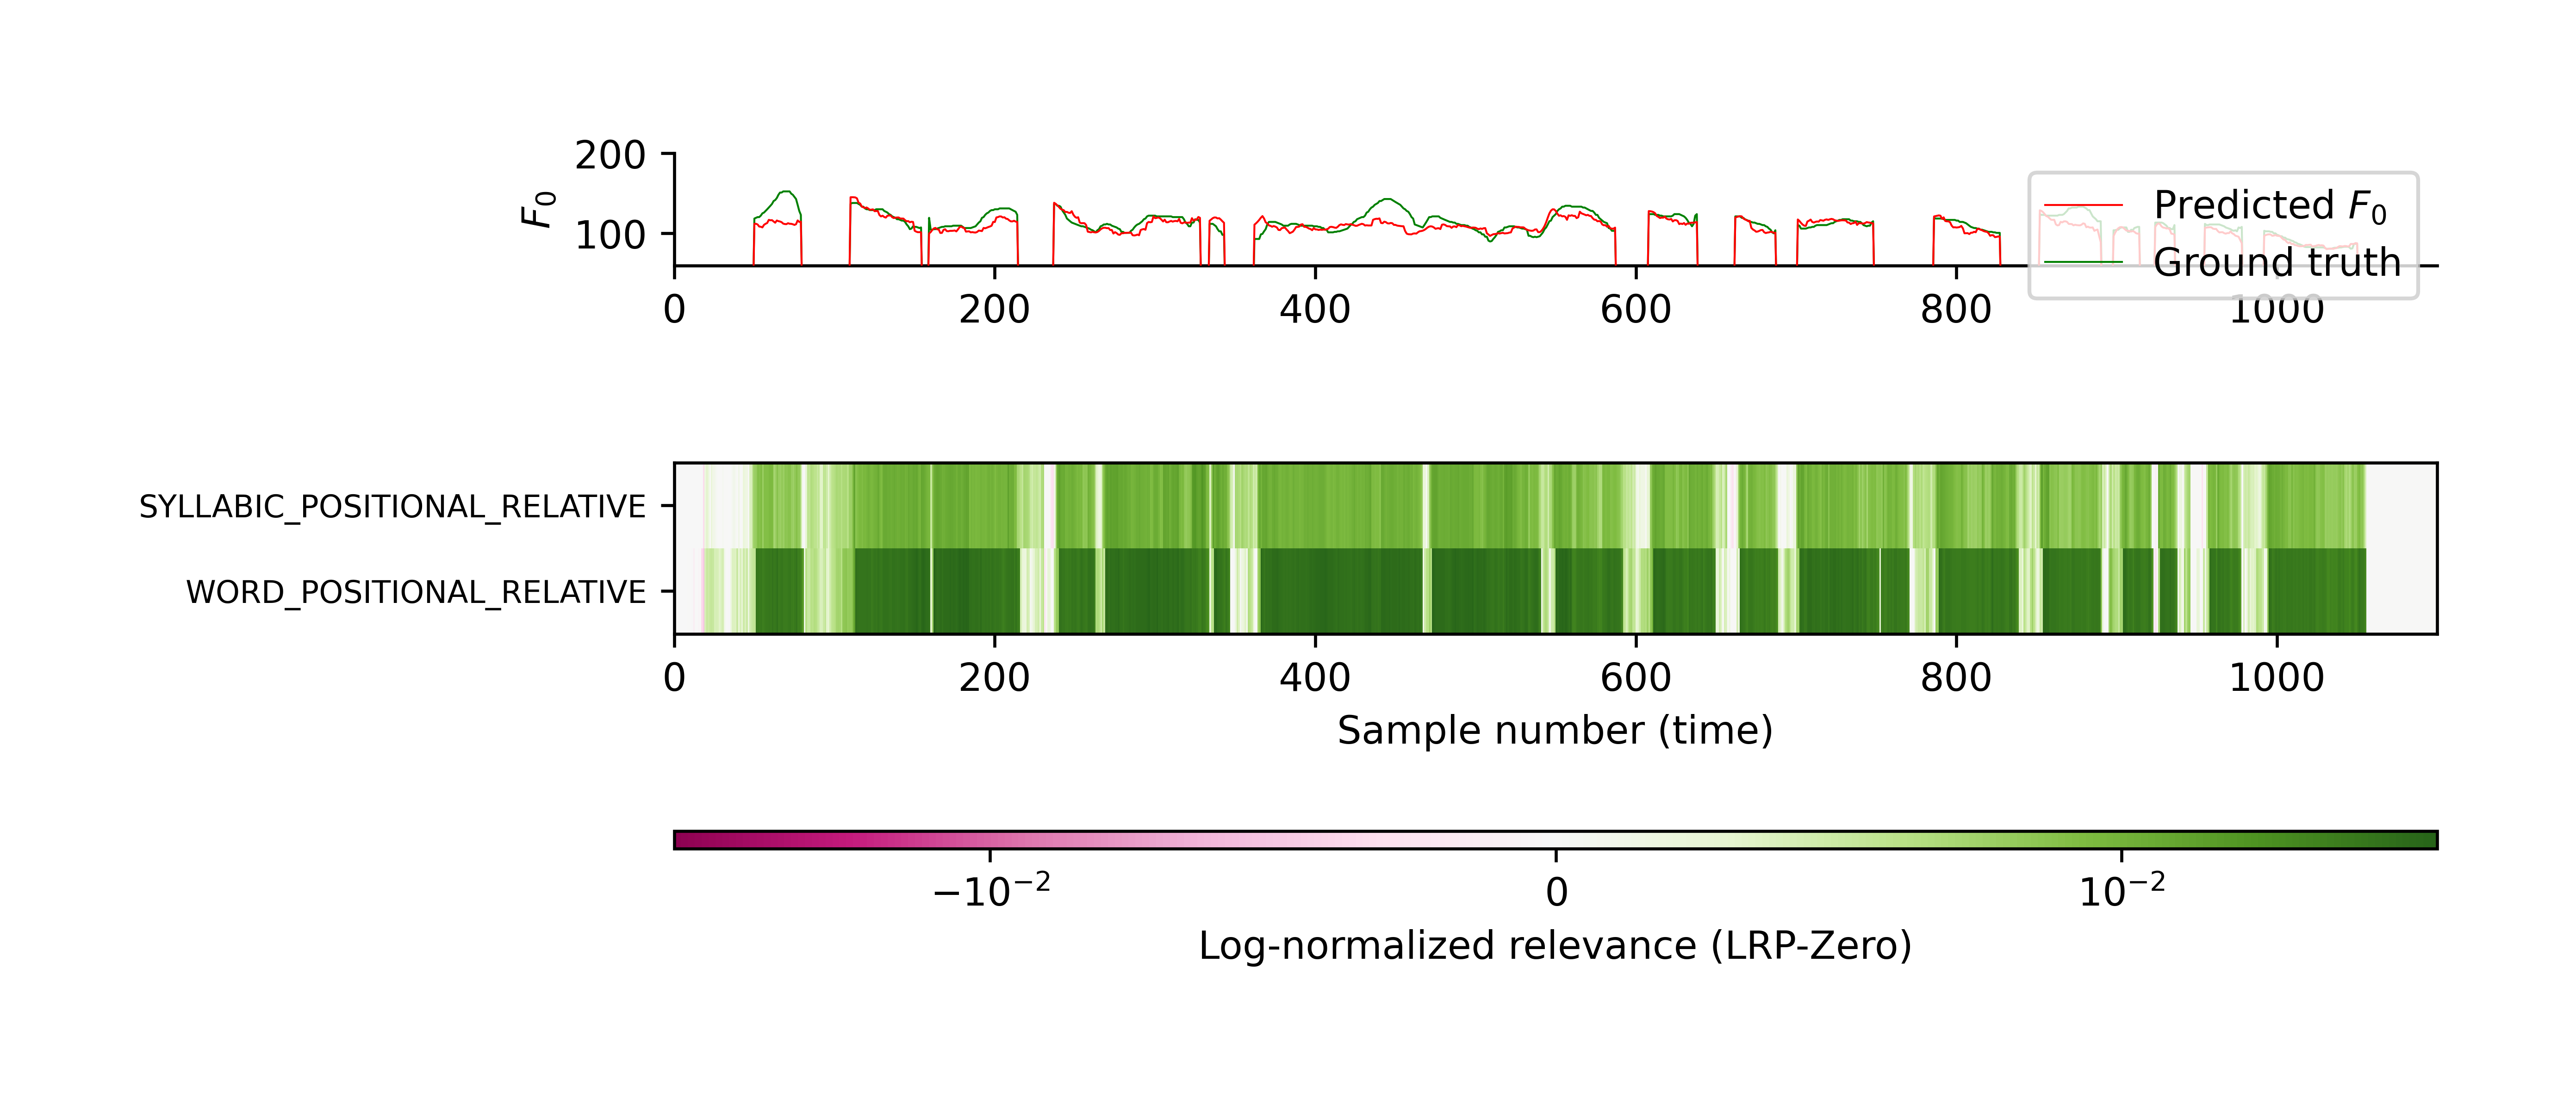 200
100
F0
Predicted F0
Ground truth
0 200 400 600 800 1000
SYLLABIC_POSITIONAL_RELATIVE
WORD_POSITIONAL_RELATIVE
0 200 400 600 800 1000
Sample number (time)
−10⁻² 0 10⁻²
Log-normalized relevance (LRP-Zero)